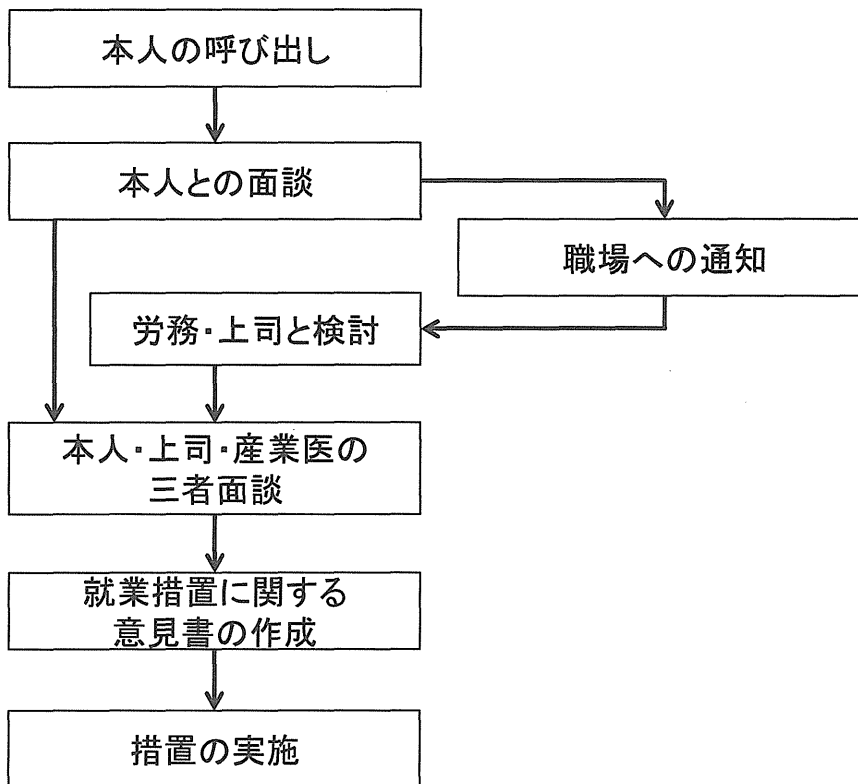 本人の呼び出し
本人との面談
職場への通知
労務・上司と検討
本人・上司・産業医の
三者面談
就業措置に関する
意見書の作成
措置の実施